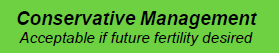 Conservative Management
Acceptable if future fertility desired